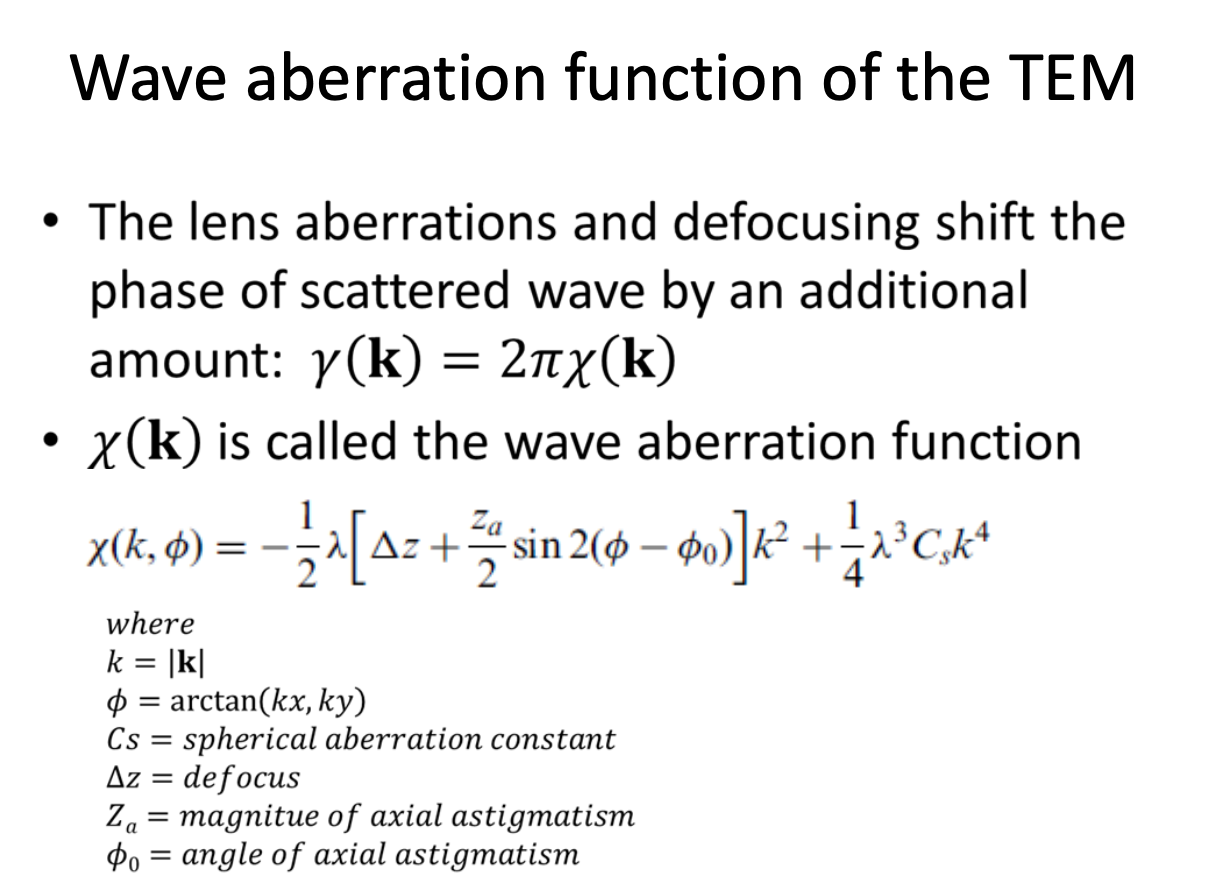 Wave aberration function of the TEM
• The lens aberrations and defocusing shift the
phase of scattered wave by an additional
amount: γ(𝐤) = 2πχ(𝐤)
• χ(𝐤) is called the wave aberration function
χ(k, ϕ) = −1/2 λ[Δz + z_a/2 sin 2(ϕ − ϕ₀)]k² + 1/4 λ³C_sk⁴
where
k = |𝐤|
ϕ = arctan(kx, ky)
Cs = spherical aberration constant
Δz = defocus
Z_a = magnitue of axial astigmatism
ϕ₀ = angle of axial astigmatism